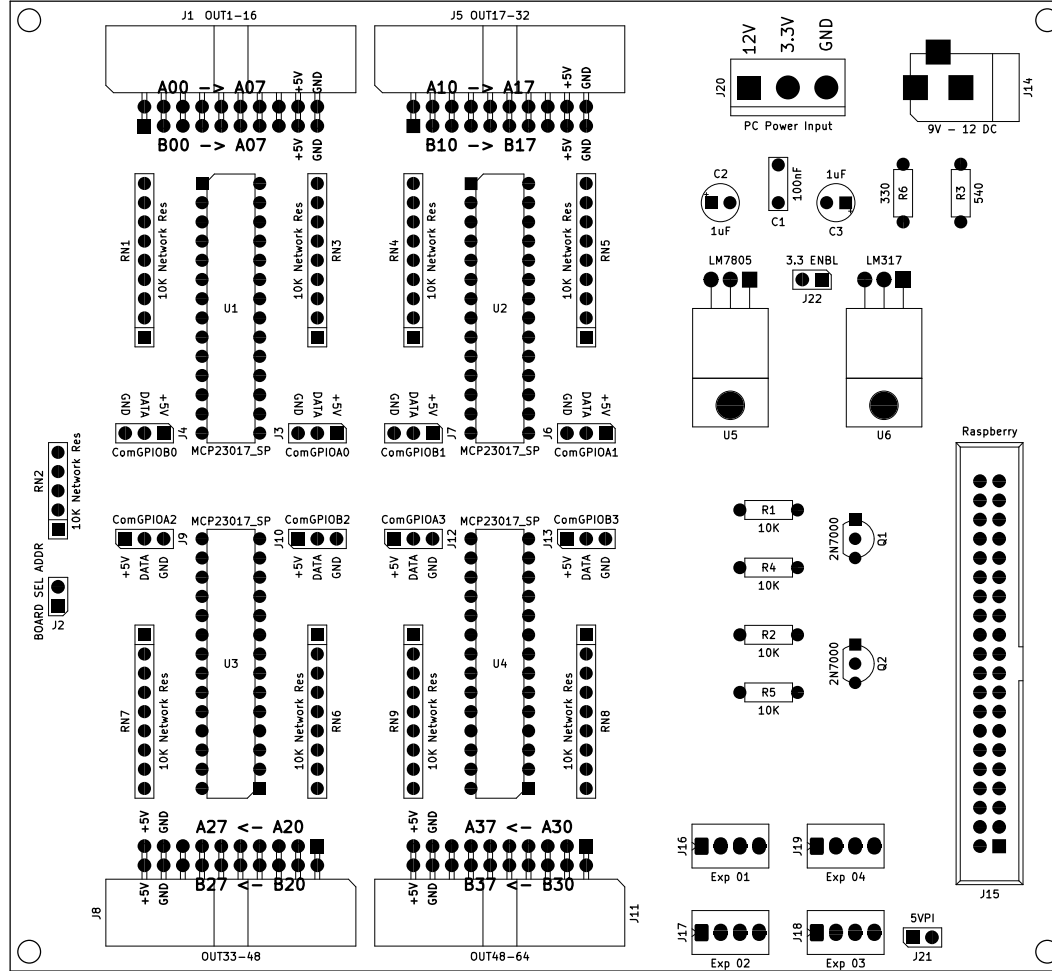 J1 OUT1-16
J5 OUT17-32
A00 -> A07
+5V
GND
B00 -> A07
+5V
GND
A10 -> A17
+5V
GND
B10 -> B17
+5V
GND
12V
3.3V
GND
J20
PC Power Input
J14
9V - 12 DC
C2
1uF
C1
100nF
1uF
C3
330
R6
R3
540
RN1
10K Network Res
U1
10K Network Res
RN3
RN4
10K Network Res
U2
10K Network Res
RN5
LM7805
3.3 ENBL
J22
LM317
U5
U6
GND
DATA
+5V
J4
ComGPIOB0
MCP23017_SP
J3
GND
DATA
+5V
ComGPIOA0
GND
DATA
+5V
J7
ComGPIOB1
MCP23017_SP
J6
GND
DATA
+5V
ComGPIOA1
RN2
10K Network Res
BOARD SEL ADDR
J2
ComGPIOA2
J9
+5V
DATA
GND
MCP23017_SP
ComGPIOB2
J10
+5V
DATA
GND
ComGPIOA3
J12
+5V
DATA
GND
MCP23017_SP
ComGPIOB3
J13
+5V
DATA
GND
RN7
10K Network Res
U3
10K Network Res
RN6
RN9
10K Network Res
U4
10K Network Res
RN8
R1
10K
R4
10K
R2
10K
R5
10K
2N7000
Q1
2N7000
Q2
Raspberry
J15
+5V
GND
A27 <- A20
+5V
GND
B27 <- B20
J8
OUT33-48
+5V
GND
A37 <- A30
+5V
GND
B37 <- B30
J11
OUT48-64
J16
Exp 01
J19
Exp 04
J17
Exp 02
J18
Exp 03
5VPI
J21